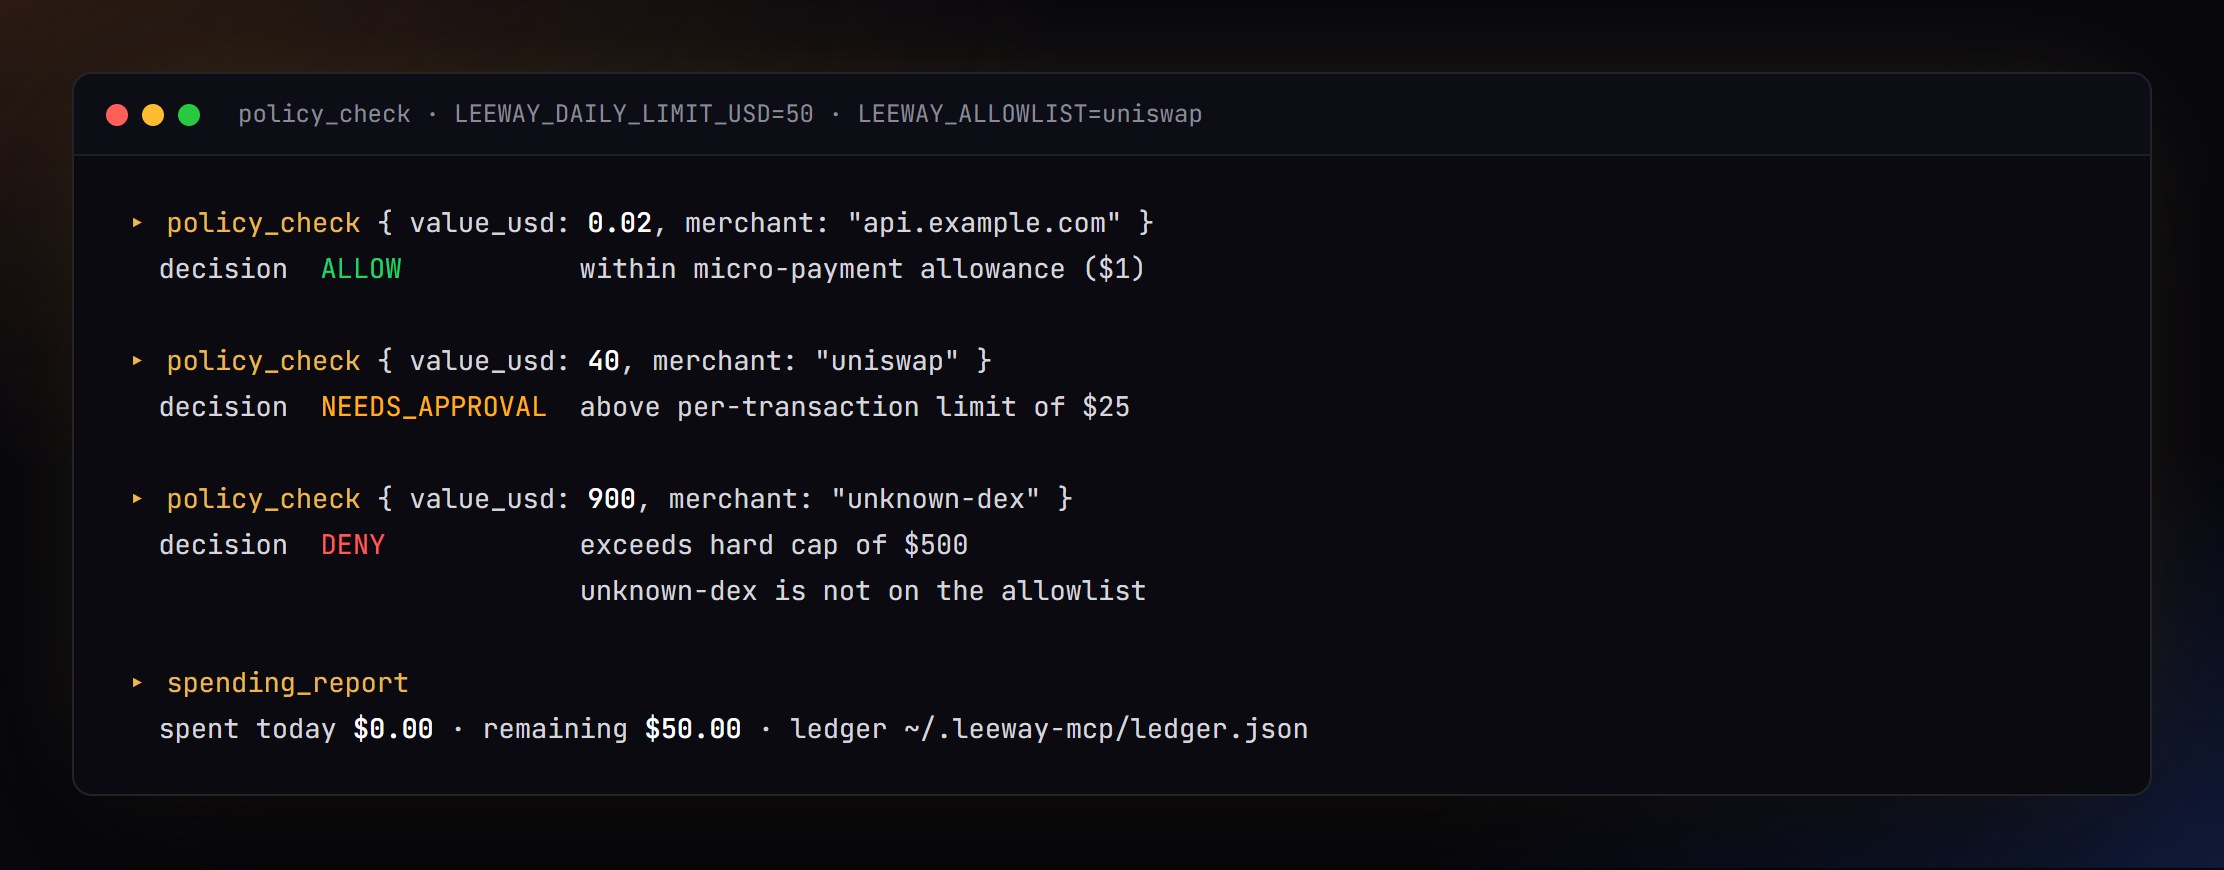 policy_check · LEEWAY_DAILY_LIMIT_USD=50 · LEEWAY_ALLOWLIST=uniswap
▸ policy_check { value_usd: 0.02, merchant: "api.example.com" }
decision ALLOW within micro-payment allowance ($1)
▸ policy_check { value_usd: 40, merchant: "uniswap" }
decision NEEDS_APPROVAL above per-transaction limit of $25
▸ policy_check { value_usd: 900, merchant: "unknown-dex" }
decision DENY exceeds hard cap of $500
unknown-dex is not on the allowlist
▸ spending_report
spent today $0.00 · remaining $50.00 · ledger ~/.leeway-mcp/ledger.json